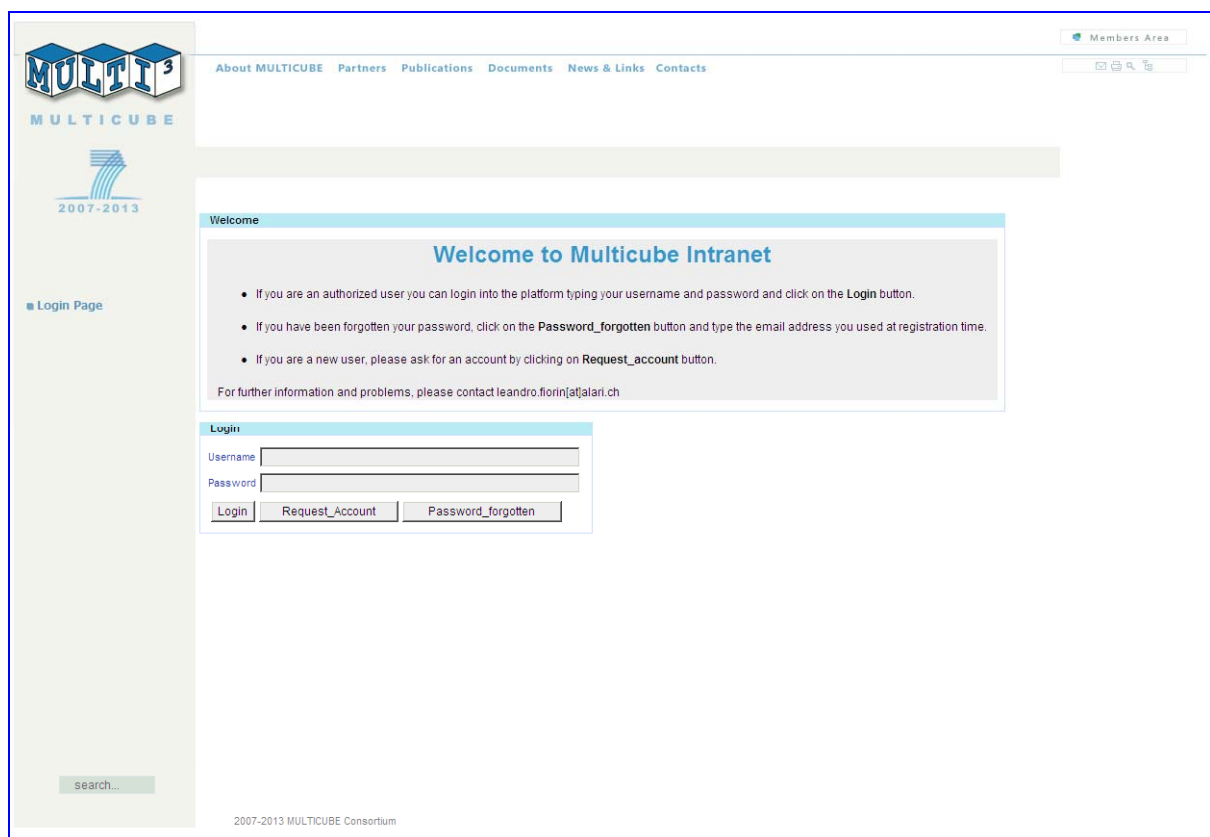 Members Area
MULTI3
About MULTICUBE Partners Publications Documents News & Links Contacts
MULTICUBE
7
2007-2013
Welcome
Welcome to Multicube Intranet
• If you are an authorized user you can login into the platform typing your username and password and click on the Login button.
• If you have been forgotten your password, click on the Password_forgotten button and type the email address you used at registration time.
• If you are a new user, please ask for an account by clicking on Request_account button.
For further information and problems, please contact leandro.fiorin[at]alari.ch
Login Page
Login
Username
Password
Login Request_Account Password_forgotten
search...
2007-2013 MULTICUBE Consortium